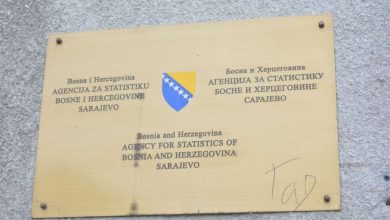 Bosna i Hercegovina
AGENCIJA ZA STATISTIKU
BOSNE I HERCEGOVINE
SARAJEVO
Босна и Херцеговина
АГЕНЦИЈА ЗА СТАТИСТИКУ
БОСНЕ И ХЕРЦЕГОВИНЕ
САРАЈЕВО
Bosnia and Herzegovina
AGENCY FOR STATISTICS OF
BOSNIA AND HERZEGOVINA
SARAJEVO